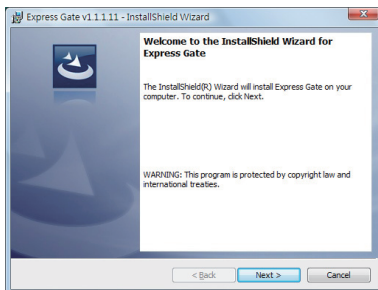 Express Gate v1.1.1.11 - InstallShield Wizard
Welcome to the InstallShield Wizard for
Express Gate
The InstallShield(R) Wizard will install Express Gate on your
computer. To continue, click Next.
WARNING: This program is protected by copyright law and
international treaties.
< Back
Next >
Cancel